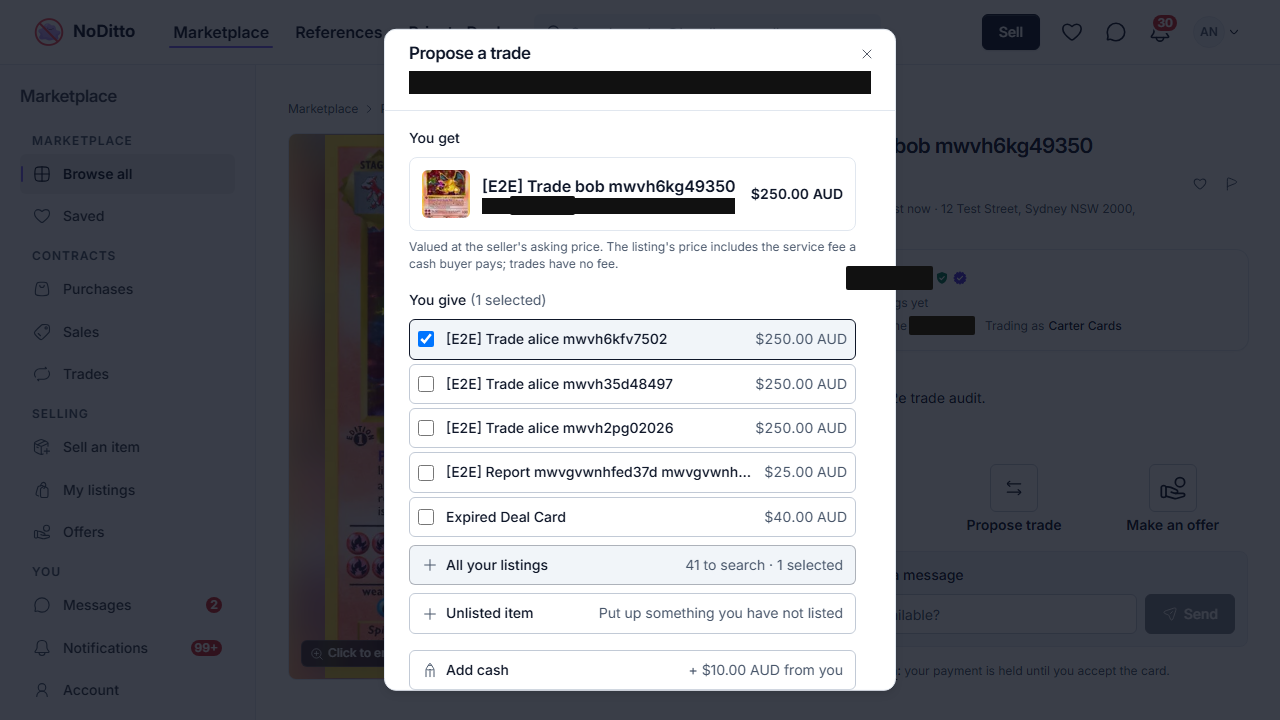 NoDitto
Marketplace
References
Sell
30
AN
Propose a trade
Marketplace
Marketplace
MARKETPLACE
Browse all
Saved
CONTRACTS
Purchases
Sales
Trades
SELLING
Sell an item
My listings
Offers
YOU
Messages
2
Notifications
99+
Account
You get
[E2E] Trade bob mwvh6kg49350
$250.00 AUD
Valued at the seller's asking price. The listing's price includes the service fee a
cash buyer pays; trades have no fee.
You give (1 selected)
[E2E] Trade alice mwvh6kfv7502 $250.00 AUD
[E2E] Trade alice mwvh35d48497 $250.00 AUD
[E2E] Trade alice mwvh2pg02026 $250.00 AUD
[E2E] Report mwvgvwnhfed37d mwvgvwnh... $25.00 AUD
Expired Deal Card $40.00 AUD
All your listings 41 to search · 1 selected
Unlisted item Put up something you have not listed
Add cash + $10.00 AUD from you
bob mwvh6kg49350
st now · 12 Test Street, Sydney NSW 2000,
gs yet
Trading as Carter Cards
trade audit.
Propose trade
Make an offer
message
Send
your payment is held until you accept the card.
Click to